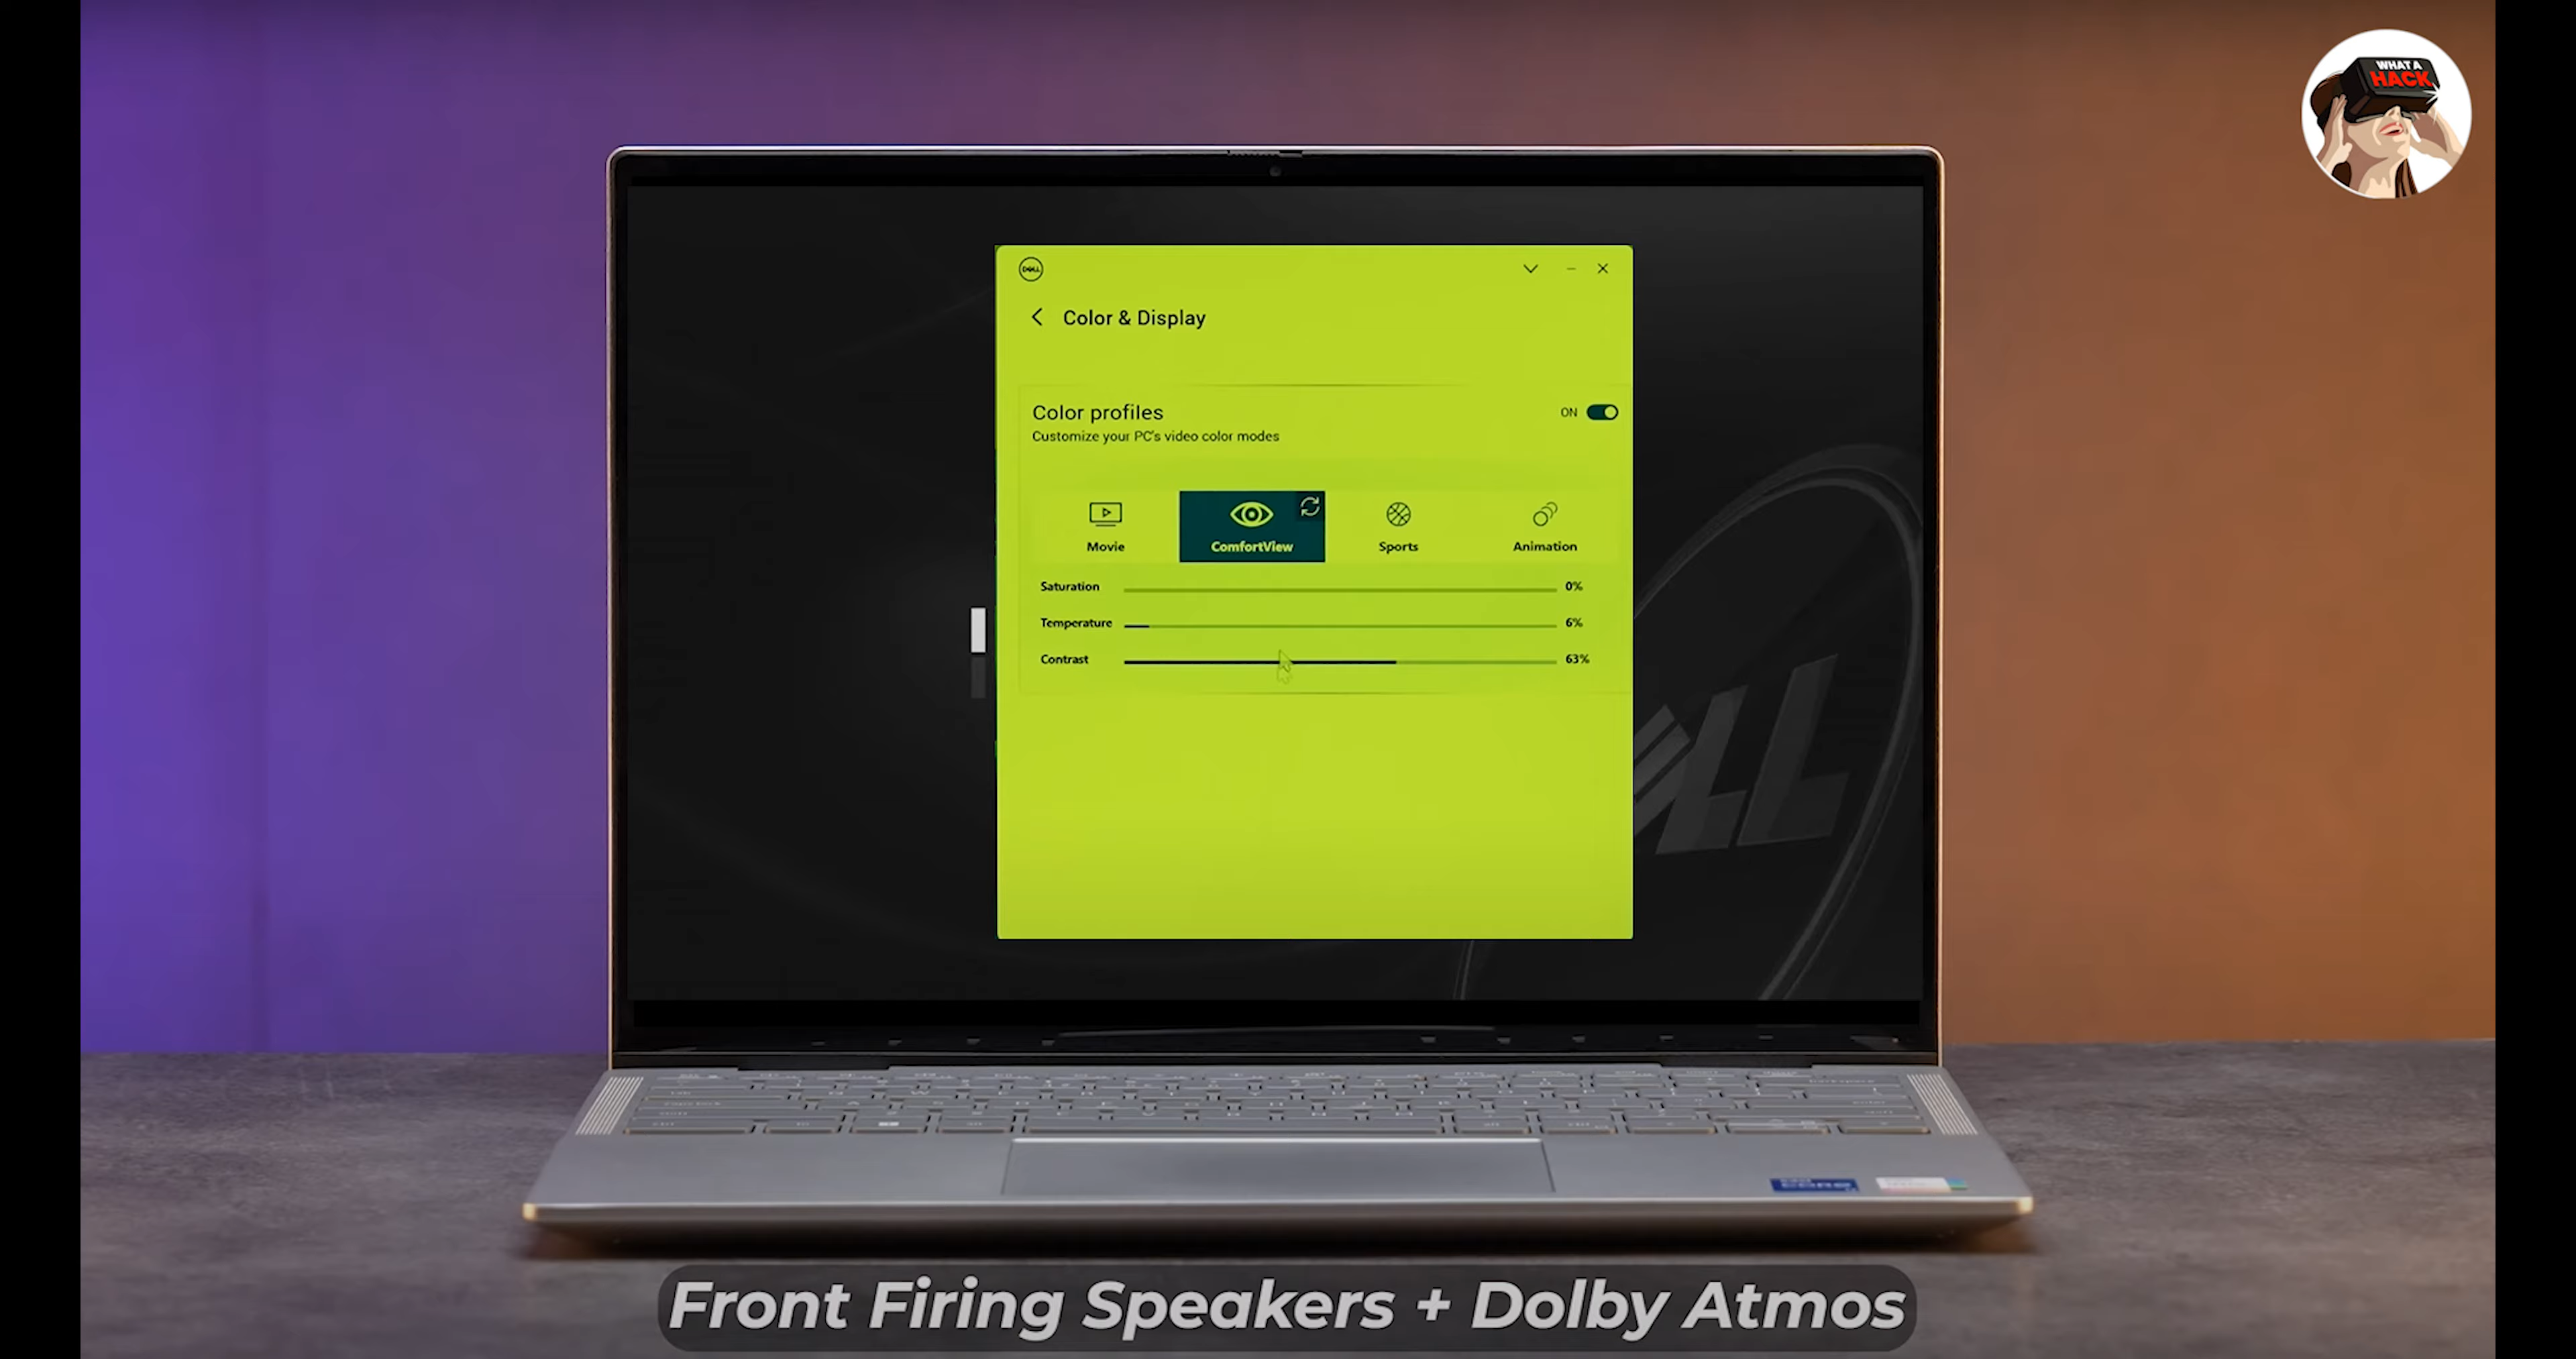 WHAT A
HACK
DELL
Color & Display
Color profiles
ON
Customize your PC's video color modes
Movie
ComfortView
Sports
Animation
Saturation
0%
Temperature
6%
Contrast
63%
Front Firing Speakers + Dolby Atmos